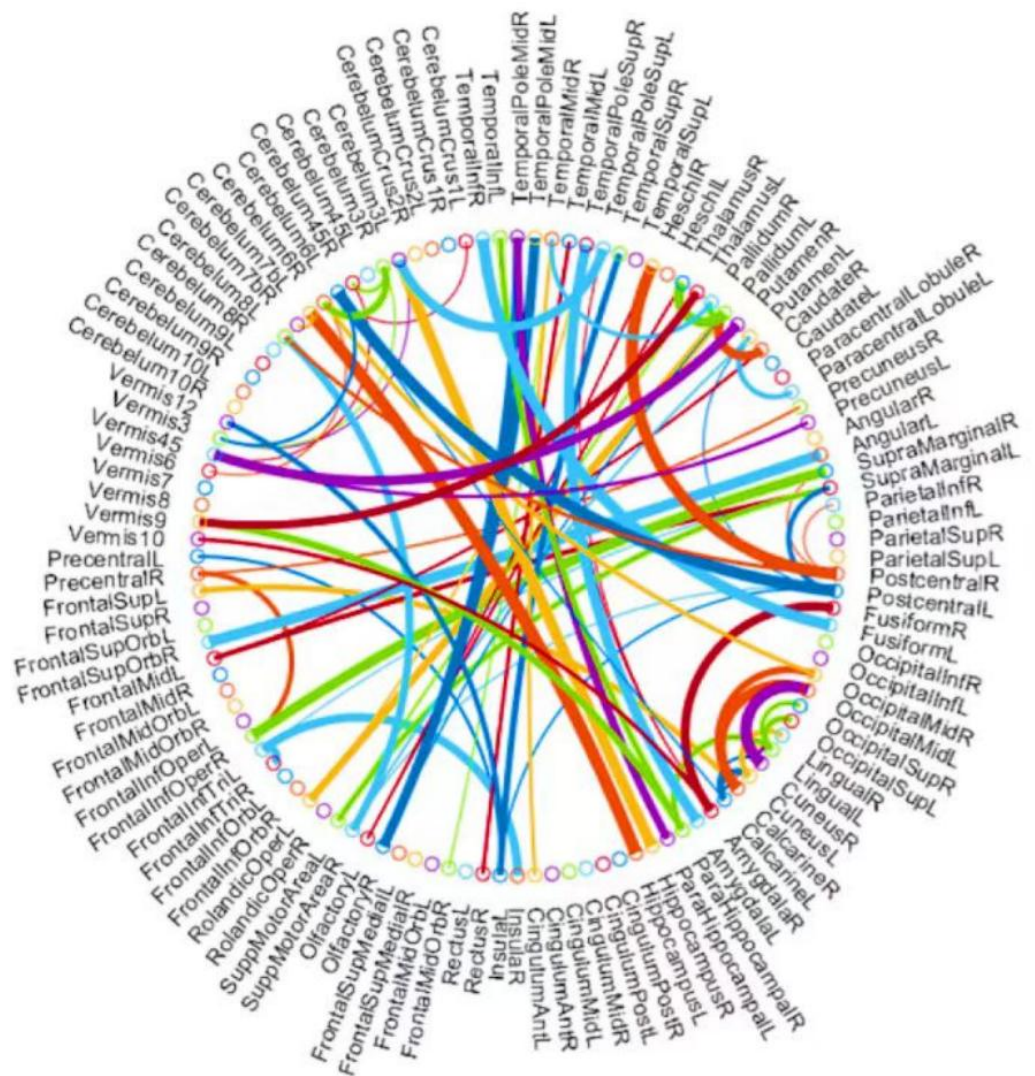 TemporalPoleMidR
TemporalPoleMidL
TemporalMidR
TemporalMidL
TemporalPoleSupR
TemporalPoleSupL
TemporalSupR
TemporalSupL
HeschlR
HeschlL
ThalamusR
ThalamusL
PallidumR
PallidumL
PutamenR
PutamenL
CaudateR
CaudateL
ParacentralLobuleR
ParacentralLobuleL
PrecuneusR
PrecuneusL
AngularR
AngularL
SupraMarginalR
SupraMarginalL
ParietalInfR
ParietalInfL
ParietalSupR
ParietalSupL
PostcentralR
PostcentralL
FusiformR
FusiformL
OccipitalInfR
OccipitalInfL
OccipitalMidR
OccipitalMidL
OccipitalSupR
OccipitalSupL
LingualR
LingualL
CuneusR
CuneusL
CalcarineR
CalcarineL
AmygdalaR
AmygdalaL
ParaHippocampalR
ParaHippocampalL
HippocampusR
HippocampusL
CingulumPostR
CingulumPostL
CingulumMidR
CingulumMidL
CingulumAntR
CingulumAntL
InsulaR
InsulaL
RectusR
RectusL
FrontalMidOrbR
FrontalMidOrbL
FrontalSupMedialR
FrontalSupMedialL
OlfactoryR
OlfactoryL
SuppMotorAreaR
SuppMotorAreaL
RolandicOperR
RolandicOperL
FrontalInfOrbR
FrontalInfOrbL
FrontalInfTriR
FrontalInfTriL
FrontalInfOperR
FrontalInfOperL
FrontalMidOrbR
FrontalMidOrbL
FrontalMidR
FrontalMidL
FrontalSupOrbR
FrontalSupOrbL
FrontalSupR
FrontalSupL
PrecentralR
PrecentralL
Vermis10
Vermis9
Vermis8
Vermis7
Vermis6
Vermis45
Vermis3
Vermis12
Cerebelum10R
Cerebelum10L
Cerebelum9R
Cerebelum9L
Cerebelum8R
Cerebelum8L
Cerebelum7bR
Cerebelum7bL
Cerebelum6R
Cerebelum6L
Cerebelum45R
Cerebelum45L
Cerebelum3R
Cerebelum3L
CerebelumCrus2R
CerebelumCrus2L
CerebelumCrus1R
CerebelumCrus1L
TemporalInfR
TemporalInfL